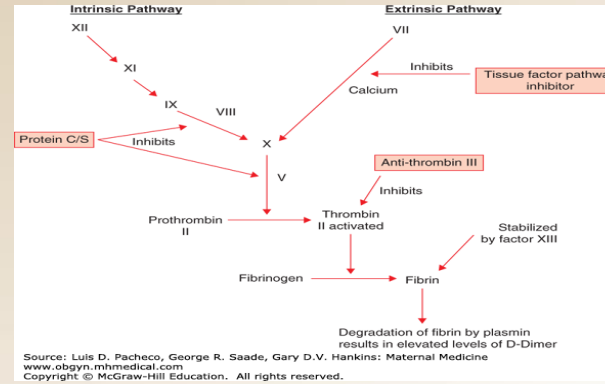 Intrinsic Pathway
Extrinsic Pathway
XII
VII
XI
Inhibits
Tissue factor pathwa
inhibitor
Calcium
IX
VIII
Protein C/S
Inhibits
X
Anti-thrombin III
V
Inhibits
Prothrombin
II
Thrombin
II activated
Stabilized
by factor XIII
Fibrinogen
Fibrin
Degradation of fibrin by plasmin
results in elevated levels of D-Dimer
Source: Luis D. Pacheco, George R. Saade, Gary D.V. Hankins: Maternal Medicine
www.obgyn.mhmedical.com
Copyright © McGraw-Hill Education. All rights reserved.